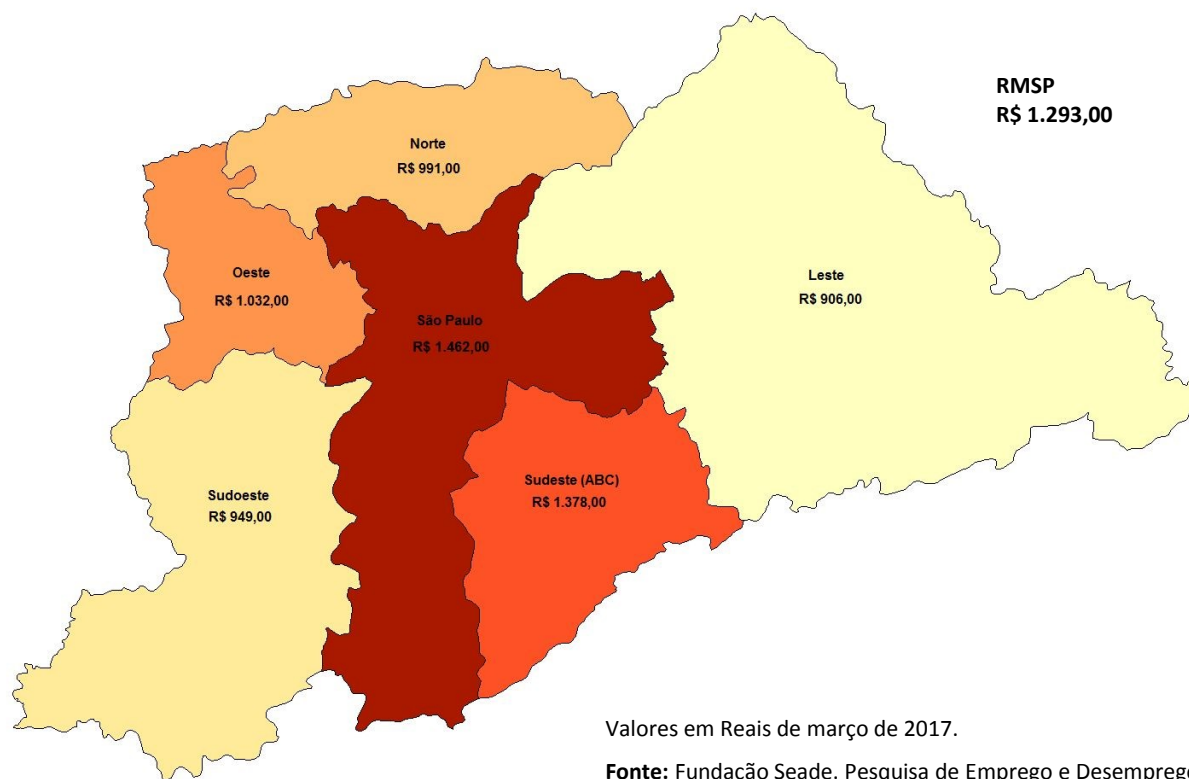 RMSP
R$ 1.293,00
Norte
R$ 991,00
Oeste
R$ 1.032,00
Leste
R$ 906,00
São Paulo
R$ 1.462,00
Sudoeste
R$ 949,00
Sudeste (ABC)
R$ 1.378,00
Valores em Reais de março de 2017.
Fonte: Fundação Seade. Pesquisa de Emprego e Desemprego